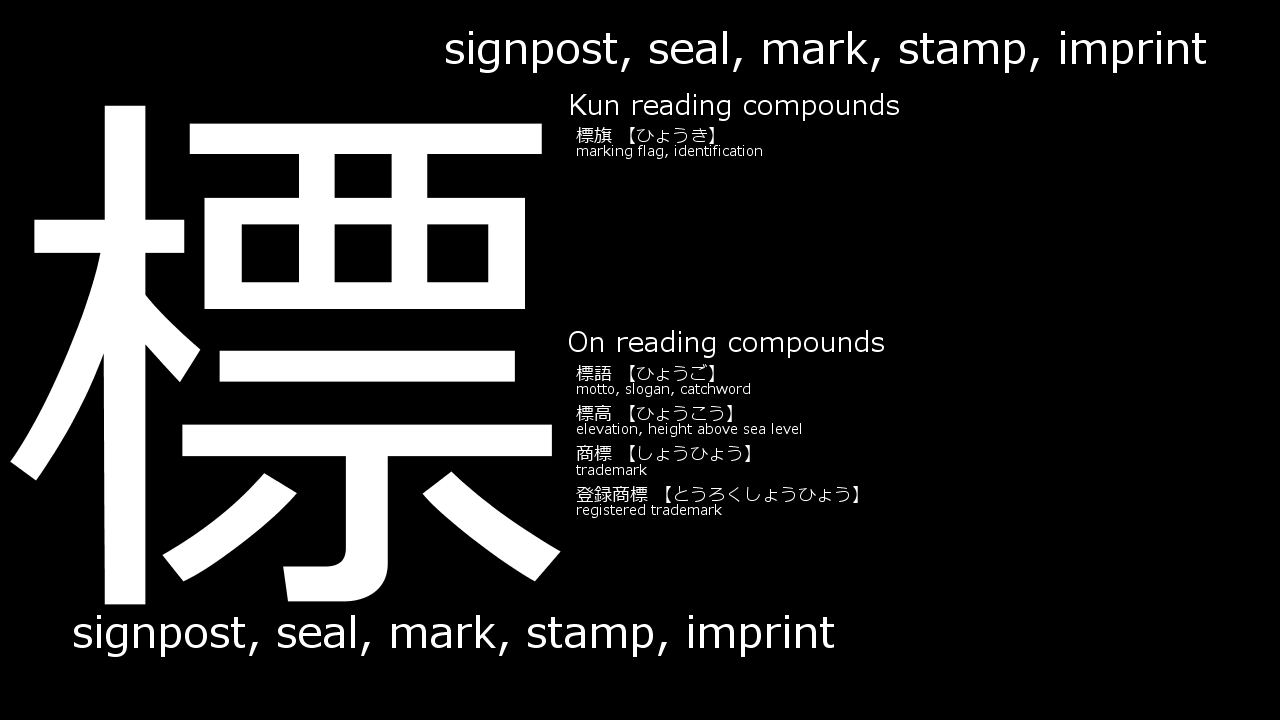 signpost, seal, mark, stamp, imprint
標
Kun reading compounds
標旗 【ひょうき】
marking flag, identification
On reading compounds
標語 【ひょうご】
motto, slogan, catchword
標高 【ひょうこう】
elevation, height above sea level
商標 【しょうひょう】
trademark
登録商標 【とうろくしょうひょう】
registered trademark
signpost, seal, mark, stamp, imprint